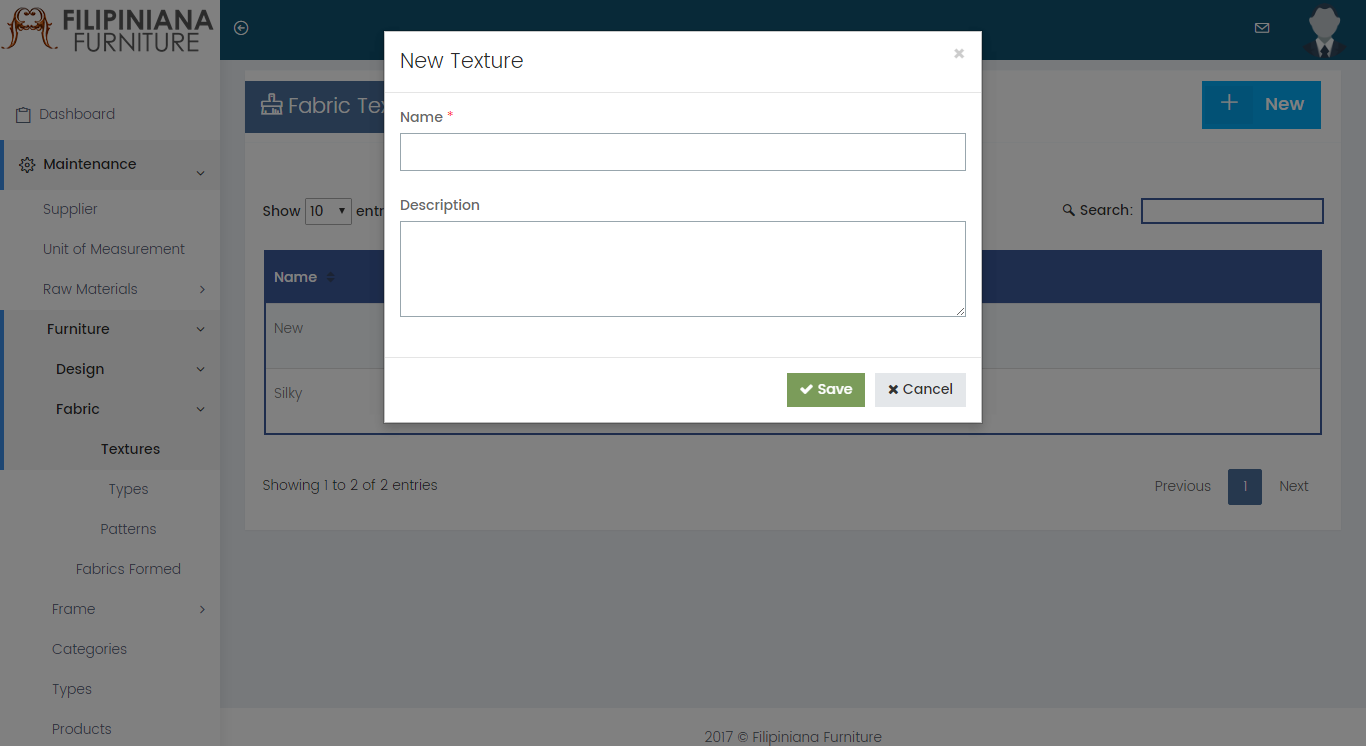 FILIPINIANA
FURNITURE
Dashboard
Maintenance
Supplier
Unit of Measurement
Raw Materials
Furniture
Design
Fabric
Textures
Types
Patterns
Fabrics Formed
Frame
Categories
Types
Products
New Texture
×
Name *
Description
Save
Cancel
Fabric Tex
+ New
Show 10 entr
Search:
Name
New
Silky
Showing 1 to 2 of 2 entries
Previous 1 Next
2017 © Filipiniana Furniture